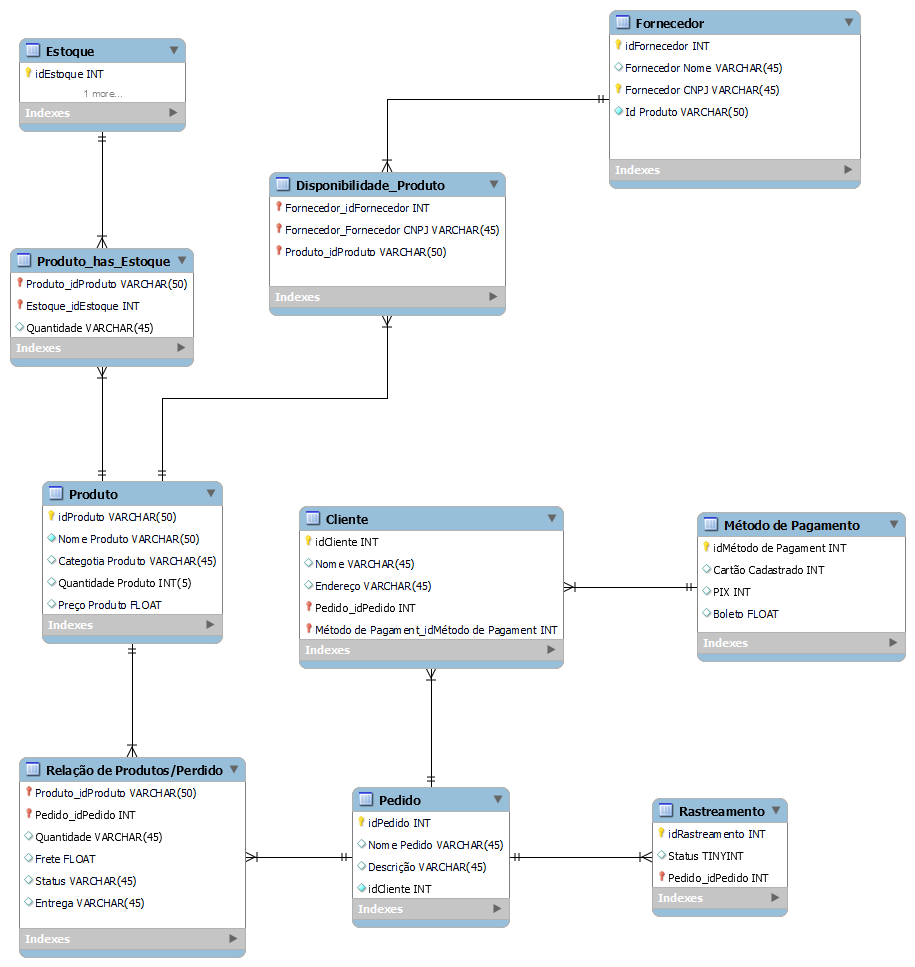 Estoque
idEstoque INT
1 more...
Indexes
Fornecedor
idFornecedor INT
Fornecedor Nome VARCHAR(45)
Fornecedor CNPJ VARCHAR(45)
Id Produto VARCHAR(50)
Indexes
Disponibilidade_Produto
Fornecedor_idFornecedor INT
Fornecedor_Fornecedor CNPJ VARCHAR(45)
Produto_idProduto VARCHAR(50)
Indexes
Produto_has_Estoque
Produto_idProduto VARCHAR(50)
Estoque_idEstoque INT
Quantidade VARCHAR(45)
Indexes
Produto
idProduto VARCHAR(50)
Nome Produto VARCHAR(50)
Categotia Produto VARCHAR(45)
Quantidade Produto INT(5)
Preço Produto FLOAT
Indexes
Cliente
idCliente INT
Nome VARCHAR(45)
Endereço VARCHAR(45)
Pedido_idPedido INT
Método de Pagament_idMétodo de Pagament INT
Indexes
Método de Pagamento
idMétodo de Pagament INT
Cartão Cadastrado INT
PIX INT
Boleto FLOAT
Indexes
Relação de Produtos/Perdido
Produto_idProduto VARCHAR(50)
Pedido_idPedido INT
Quantidade VARCHAR(45)
Frete FLOAT
Status VARCHAR(45)
Entrega VARCHAR(45)
Indexes
Pedido
idPedido INT
Nome Pedido VARCHAR(45)
Descrição VARCHAR(45)
idCliente INT
Indexes
Rastreamento
idRastreamento INT
Status TINYINT
Pedido_idPedido INT
Indexes